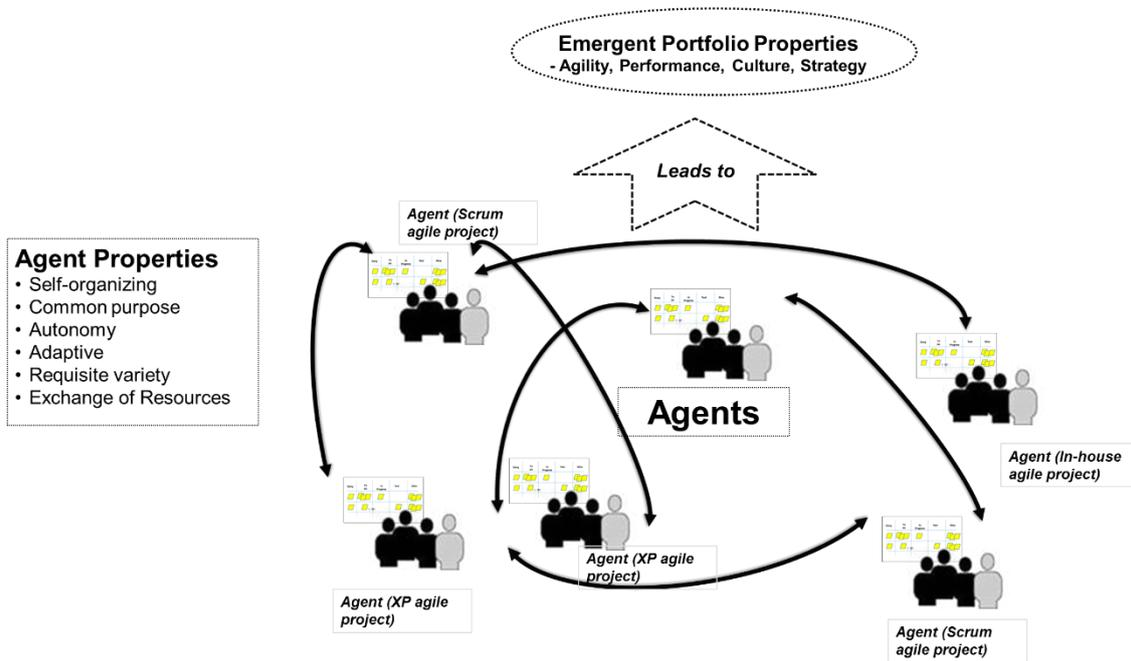 Emergent Portfolio Properties
- Agility, Performance, Culture, Strategy
Leads to
Agent (Scrum
agile project)
Agent Properties
• Self-organizing
• Common purpose
• Autonomy
• Adaptive
• Requisite variety
• Exchange of Resources
Agents
Agent (In-house
agile project)
Agent (XP agile
project)
Agent (XP agile
project)
Agent (Scrum
agile project)